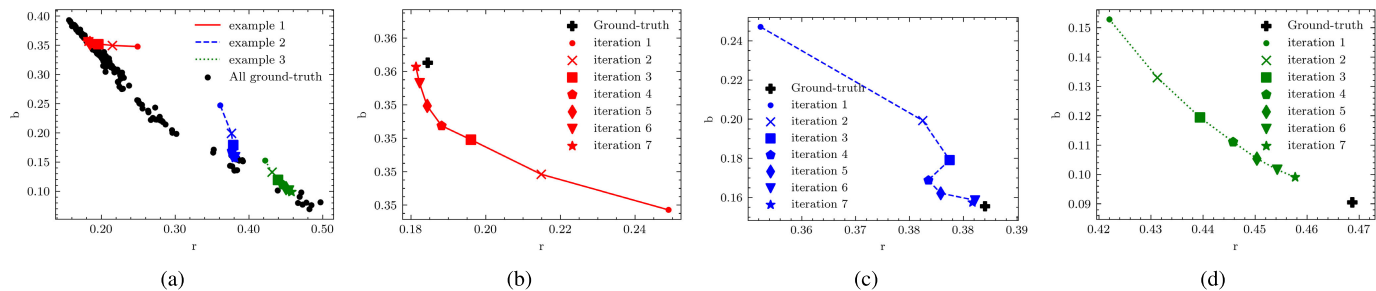 0.40
0.35
0.30
0.25
0.20
0.15
0.10
b
0.20
0.30
0.40
0.50
r
example 1
example 2
example 3
All ground-truth
(a)
0.36
0.36
0.35
0.35
0.35
0.35
b
0.18
0.20
0.22
0.24
r
Ground-truth
iteration 1
iteration 2
iteration 3
iteration 4
iteration 5
iteration 6
iteration 7
(b)
0.24
0.22
0.20
0.18
0.16
b
0.36
0.36
0.38
0.38
0.39
r
Ground-truth
iteration 1
iteration 2
iteration 3
iteration 4
iteration 5
iteration 6
iteration 7
(c)
0.15
0.14
0.13
0.12
0.11
0.10
0.09
b
0.42
0.43
0.44
0.45
0.46
0.47
r
Ground-truth
iteration 1
iteration 2
iteration 3
iteration 4
iteration 5
iteration 6
iteration 7
(d)